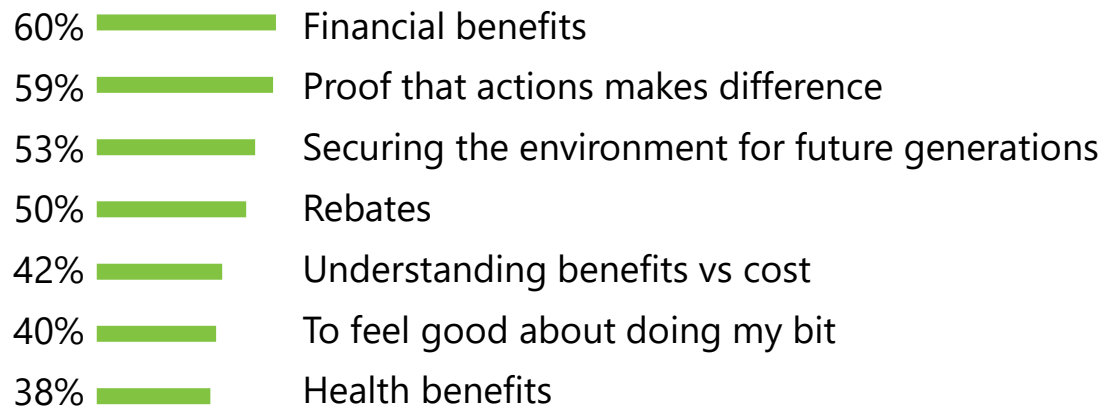 60% Financial benefits
59% Proof that actions makes difference
53% Securing the environment for future generations
50% Rebates
42% Understanding benefits vs cost
40% To feel good about doing my bit
38% Health benefits